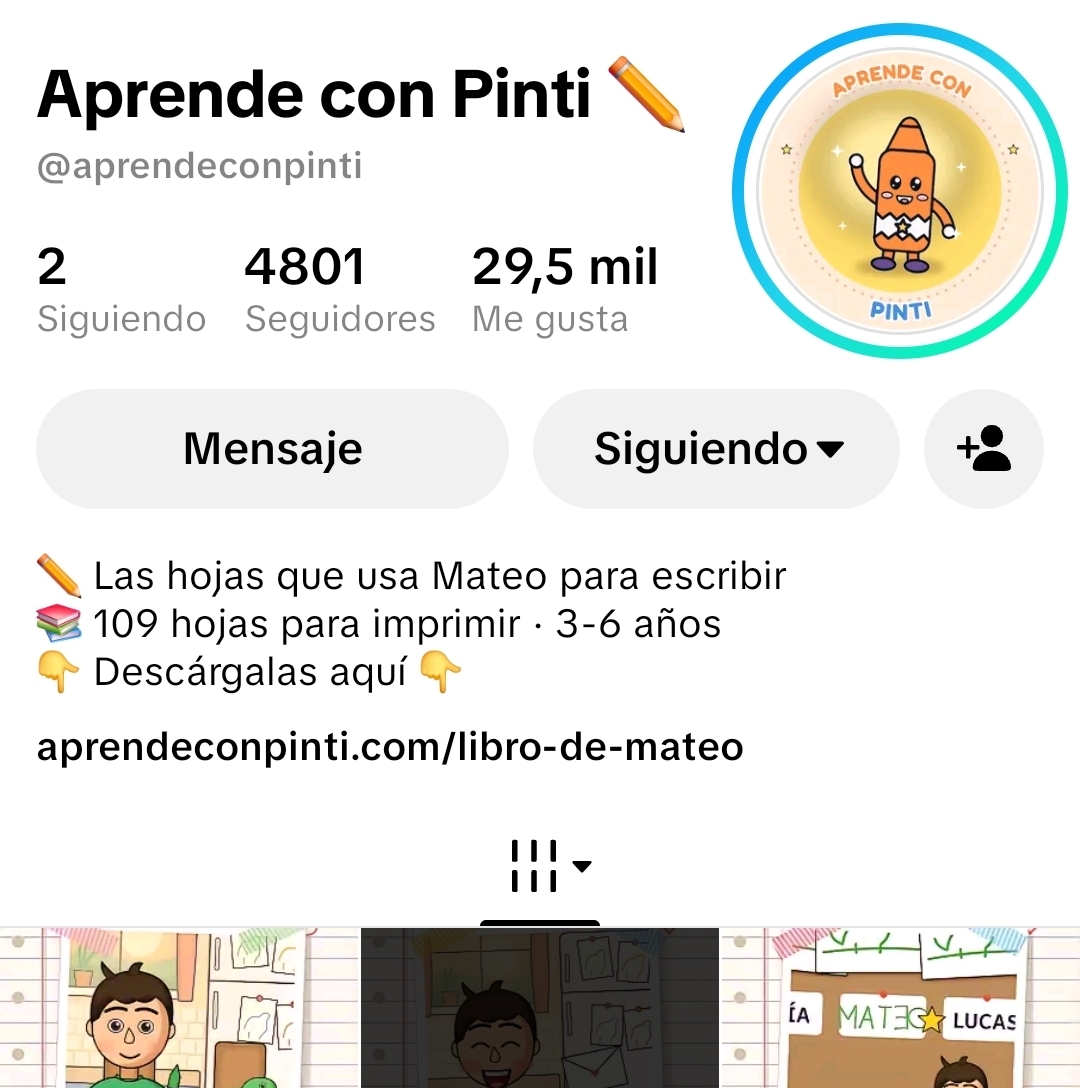 Aprende con Pinti ✏️
@aprendeconpinti
APRENDE CON
PINTI
2 4801 29,5 mil
Siguiendo Seguidores Me gusta
Mensaje Siguiendo
✏️ Las hojas que usa Mateo para escribir
📚 109 hojas para imprimir · 3-6 años
👇 Descárgalas aquí 👇
aprendeconpinti.com/libro-de-mateo
ÍA MATEO LUCAS